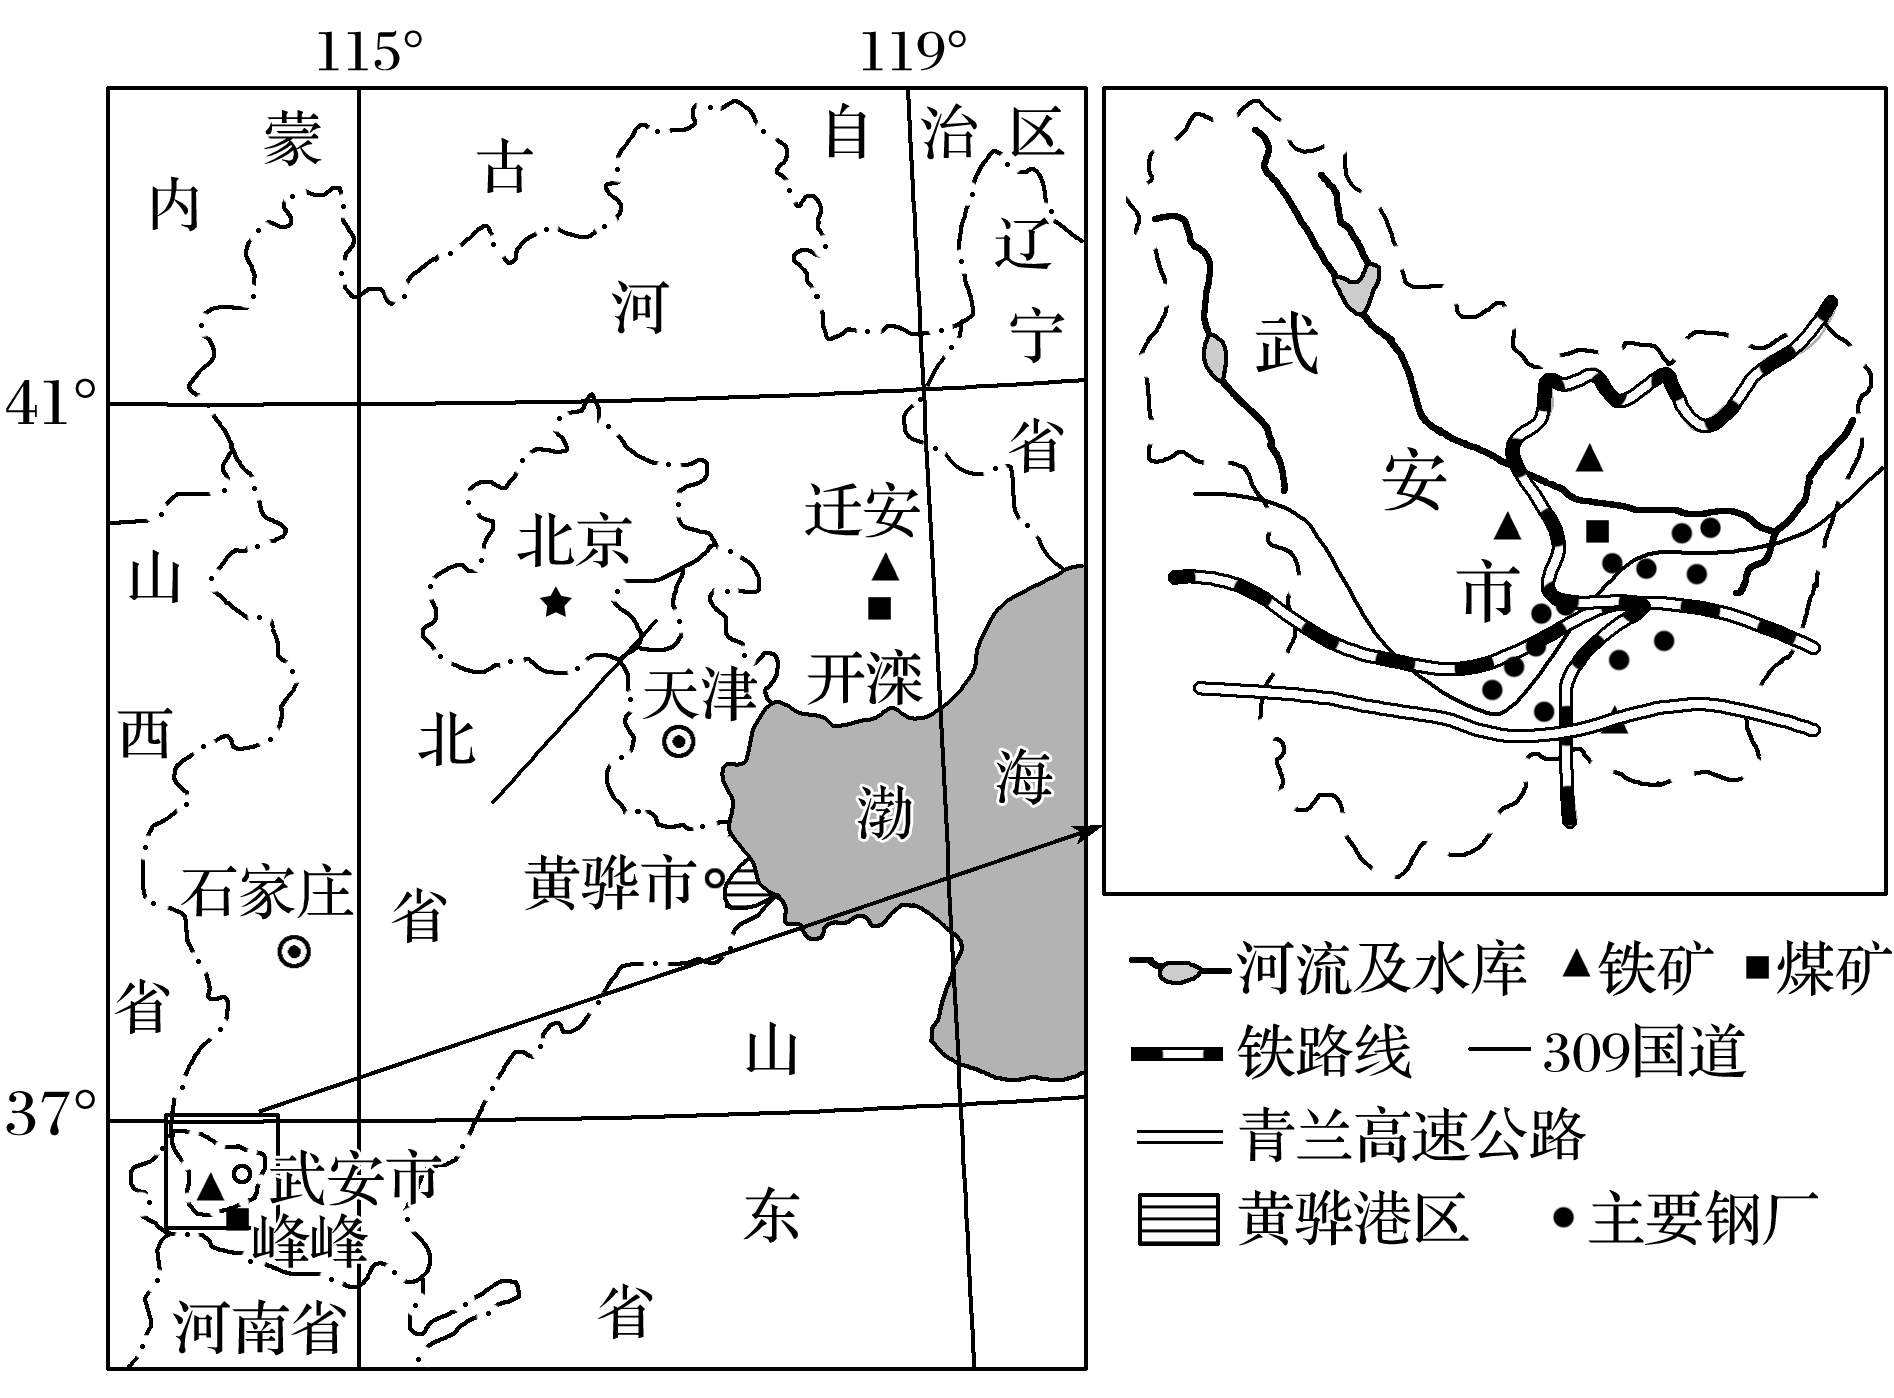 115° 119°
内蒙古自治区
辽宁省
河北省
41°
北京
迁安
开滦
天津
山西省
渤海
黄骅市
石家庄
37°
武安市
峰峰
山东省
河南省
武安市
河流及水库 铁矿 煤矿
铁路线 309国道
青兰高速公路
黄骅港区 主要钢厂